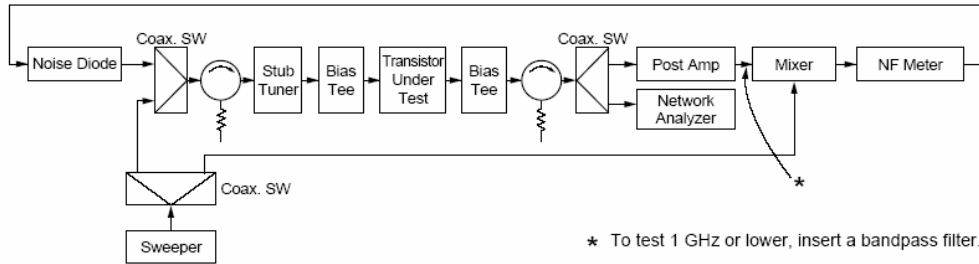 Noise Diode
Coax. SW
Stub
Tuner
Bias
Tee
Transistor
Under
Test
Bias
Tee
Coax. SW
Post Amp
Network
Analyzer
Mixer
NF Meter
Coax. SW
Sweeper
*
* To test 1 GHz or lower, insert a bandpass filter.